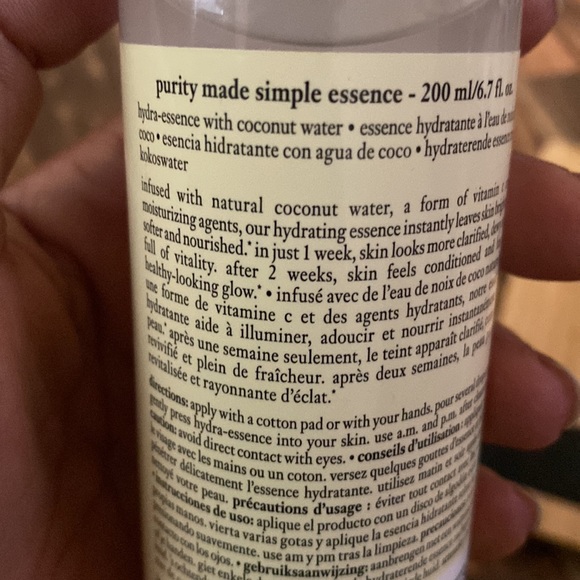 purity made simple essence - 200 ml/6.7 fl. oz.
hydra-essence with coconut water • essence hydratante à l'eau de
coco • esencia hidratante con agua de coco • hydraterende
kokoswater
infused with natural coconut water, a form of vitamin
moisturizing agents, our hydrating essence instantly leaves skin
softer and nourished.* in just 1 week, skin looks more clarified,
full of vitality. after 2 weeks, skin feels conditioned
healthy-looking glow.* • infusé avec de l'eau de noix de coco
une forme de vitamine c et des agents hydratants, notre
hydratante aide à illuminer, adoucir et nourrir
peau.* après une semaine seulement, le teint apparaît clarifié,
revivifié et plein de fraîcheur. après deux semaines, la peau
revitalisée et rayonnante d'éclat.*
directions: apply with a cotton pad or with your hands. pour several
gently press hydra-essence into your skin. use a.m. and p.m. after
caution: avoid direct contact with eyes. • conseils d'utilisation :
le visage avec les mains ou un coton. versez quelques gouttes
pénétrer délicatement l'essence hydratante. utilisez matin et soir
votre peau. précautions d'usage : éviter tout contact
• instrucciones de uso: aplique el producto con un disco de
manos. vierta varias gotas y aplique la esencia
suavemente. use am y pm tras la limpieza.
con los ojos. • gebruiksaanwijzing: aanbrengen met
handen. giet enkele